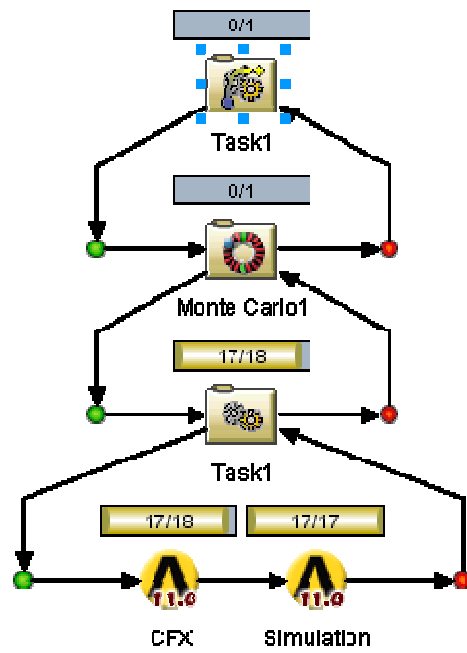 0/1
Task1
0/1
Monte Carlo1
17/18
Task1
17/18 17/17
11.0 11.0
CFX Simulation